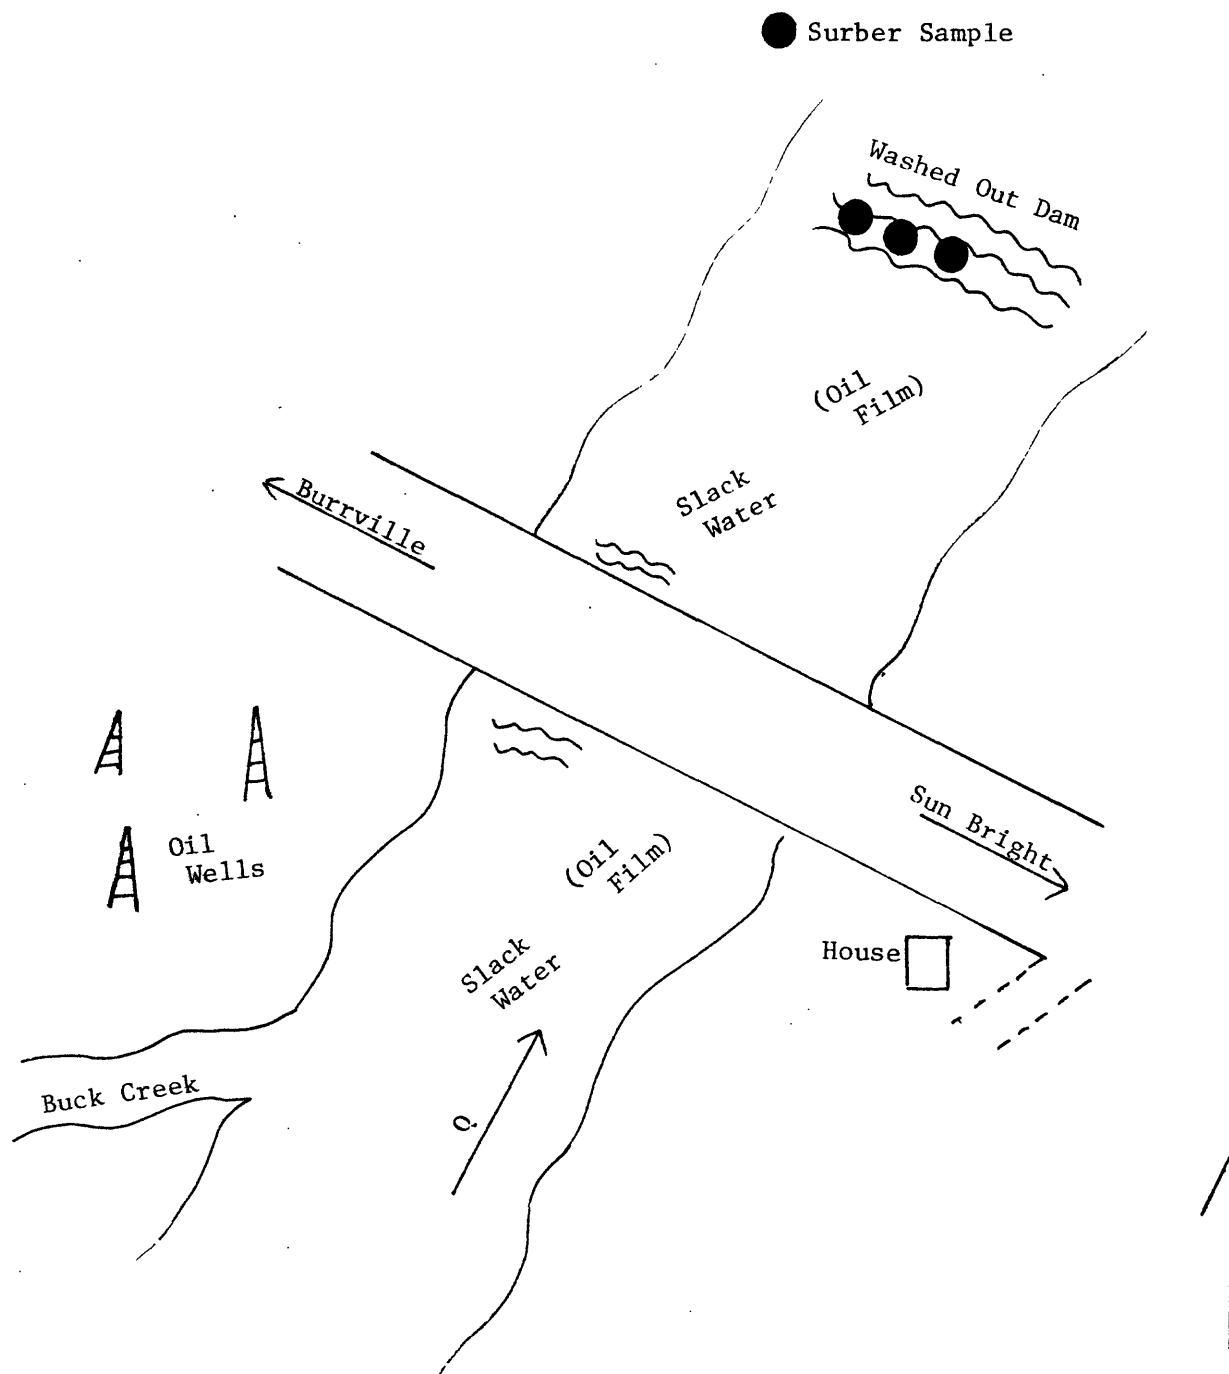 Surber Sample
Washed Out Dam
(Oil
Film)
Slack
Water
Burrville
Sun Bright
Oil
Wells
(Oil
Film)
House
Slack
Water
Buck Creek
Q